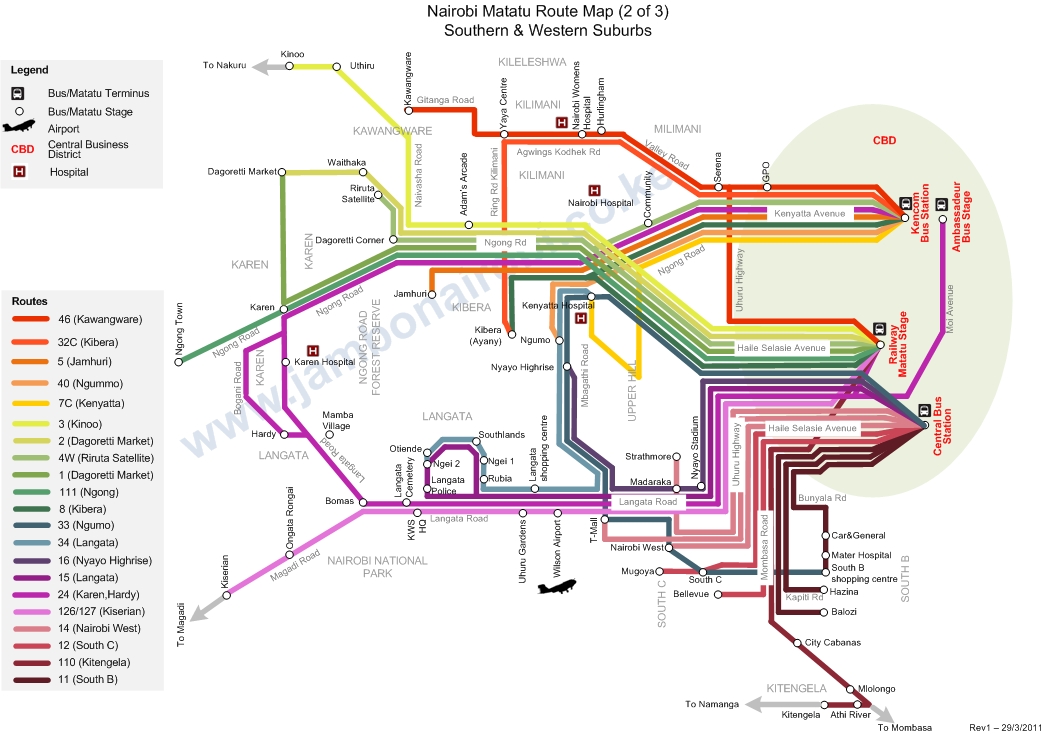 Nairobi Matatu Route Map (2 of 3)
Southern & Western Suburbs
Legend
Bus/Matatu Terminus
Bus/Matatu Stage
Airport
CBD
Central Business
District
H
Hospital
Routes
46 (Kawangware)
32C (Kibera)
5 (Jamhuri)
40 (Ngummo)
7C (Kenyatta)
3 (Kinoo)
2 (Dagoretti Market)
4W (Riruta Satellite)
1 (Dagoretti Market)
111 (Ngong)
8 (Kibera)
33 (Ngumo)
34 (Langata)
16 (Nyayo Highrise)
15 (Langata)
24 (Karen,Hardy)
126/127 (Kiserian)
14 (Nairobi West)
12 (South C)
110 (Kitengela)
11 (South B)
To Nakuru
Kinoo
Uthiru
Kawangware
Gitanga Road
KAWANGWARE
Naivasha Road
KILELESHWA
KILIMANI
Yaya Centre
H
Nairobi Womens
Hospital
Hurlingham
MILIMANI
Valley Road
Agwings Kodhek Rd
KILIMANI
Ring Rd Kilimani
Adam's Arcade
H
Nairobi Hospital
Community
Serena
GPO
CBD
Kencom
Bus Station
Ambassadeur
Bus Stage
Kenyatta Avenue
Waithaka
Dagoretti Market
Riruta
Satellite
Dagoretti Corner
Ngong Rd
Ngong Road
KAREN
KAREN
Karen
Ngong Road
Ngong Road
Ngong Town
Jamhuri
KIBERA
Kibera
(Ayany)
Kenyatta Hospital
H
Ngumo
Nyayo Highrise
Mbagathi Road
UPPER HILL
Uhuru Highway
Moi Avenue
Haile Selasie Avenue
Railway
Matatu Stage
NGONG ROAD
FOREST RESERVE
H
Karen Hospital
KAREN
Bogani Road
Hardy
LANGATA
Mamba
Village
Langata Road
LANGATA
Otiende
Southlands
Ngei 2
Ngei 1
Langata
Police
Rubia
Langata
shopping centre
Langata
Cemetery
Bomas
KWS
HQ
Langata Road
Langata Road
Uhuru Gardens
Wilson Airport
T-Mall
Strathmore
Madaraka
Nyayo Stadium
Uhuru Highway
Haile Selasie Avenue
Central Bus
Station
Bunyala Rd
Mombasa Road
Nairobi West
Mugoya
South C
Bellevue
SOUTH C
Car&General
Mater Hospital
South B
shopping centre
Hazina
Kapiti Rd
Balozi
SOUTH B
City Cabanas
Ongata Rongai
Magadi Road
Kiserian
To Magadi
NAIROBI NATIONAL
PARK
KITENGELA
Mlolongo
To Namanga
Kitengela
Athi River
To Mombasa
Rev1 – 29/3/2011